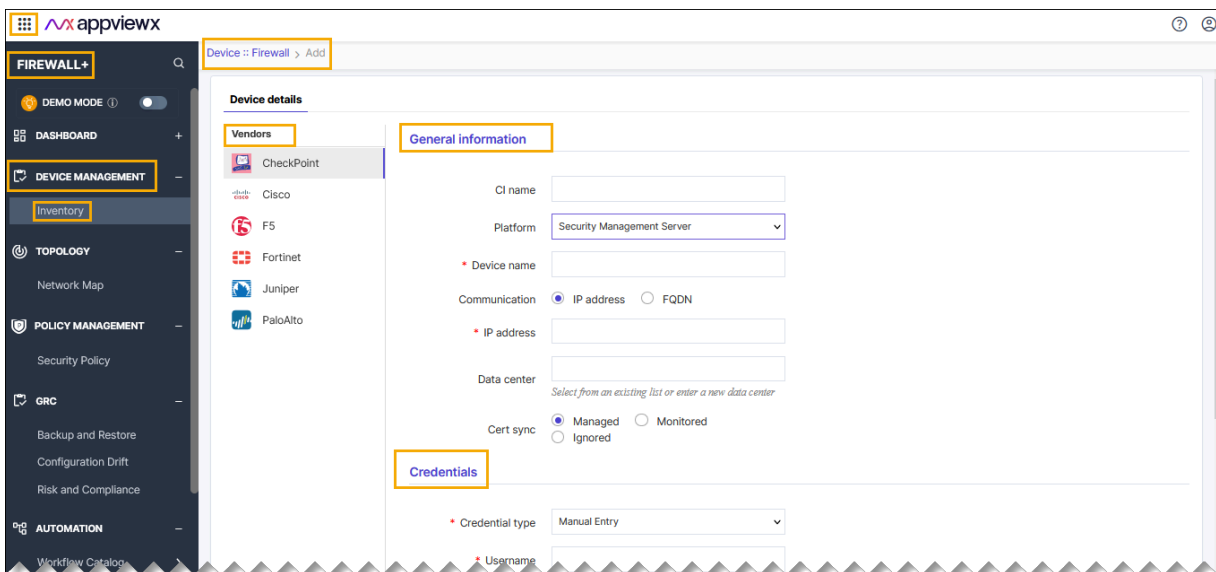 appviewx
FIREWALL+
DEMO MODE
DASHBOARD +
DEVICE MANAGEMENT −
Inventory
TOPOLOGY −
Network Map
POLICY MANAGEMENT −
Security Policy
GRC −
Backup and Restore
Configuration Drift
Risk and Compliance
AUTOMATION −
Workflow Catalog
Device :: Firewall > Add
Device details
Vendors
CheckPoint
Cisco
F5
Fortinet
Juniper
PaloAlto
General information
CI name
Platform Security Management Server
* Device name
Communication IP address FQDN
* IP address
Data center
Select from an existing list or enter a new data center
Cert sync Managed Monitored
Ignored
Credentials
* Credential type Manual Entry
* Username